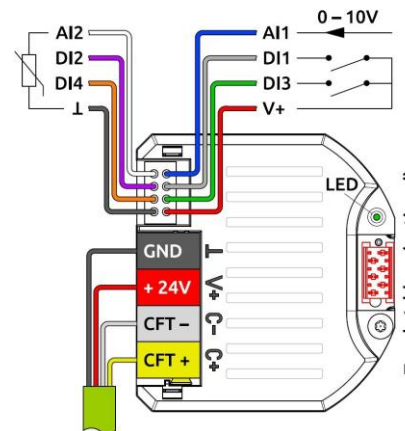 AI2
DI2
DI4
⊥
0 – 10V
AI1
DI1
DI3
V+
LED
GND ⊥
+ 24V V+
CFT – C–
CFT + C+